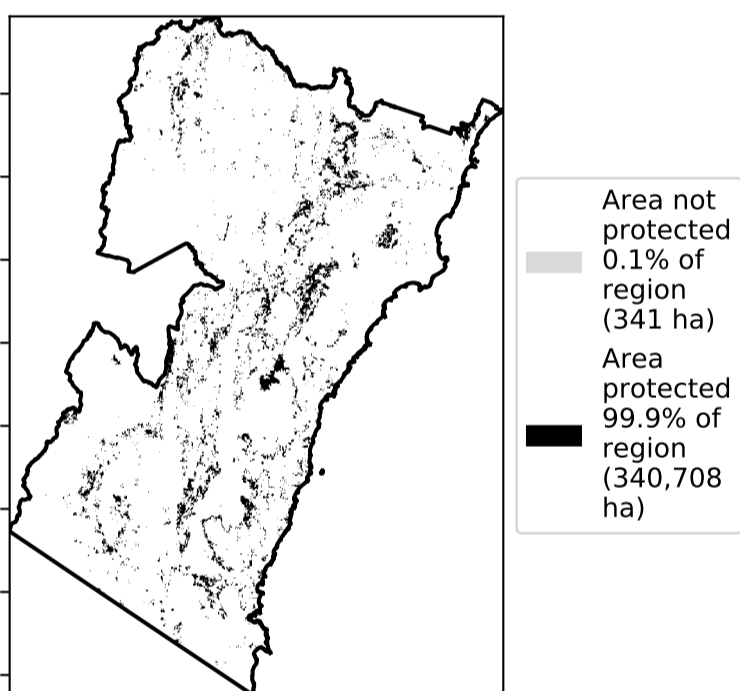 Area not
protected
0.1% of
region
(341 ha)
Area
protected
99.9% of
region
(340,708
ha)